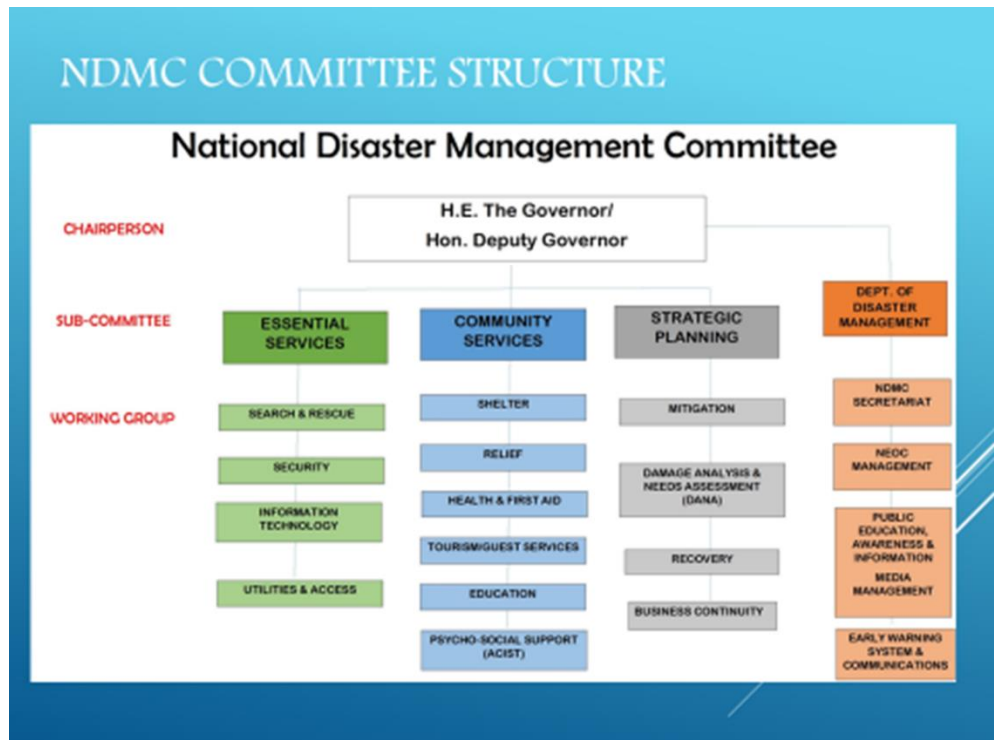 NDMC COMMITTEE STRUCTURE
National Disaster Management Committee
CHAIRPERSON
H.E. The Governor/
Hon. Deputy Governor
SUB-COMMITTEE
ESSENTIAL
SERVICES
COMMUNITY
SERVICES
STRATEGIC
PLANNING
DEPT. OF
DISASTER
MANAGEMENT
WORKING GROUP
SEARCH & RESCUE
SECURITY
INFORMATION
TECHNOLOGY
UTILITIES & ACCESS
SHELTER
RELIEF
HEALTH & FIRST AID
TOURISM/GUEST SERVICES
EDUCATION
PSYCHO-SOCIAL SUPPORT
(ACIST)
MITIGATION
DAMAGE ANALYSIS &
NEEDS ASSESSMENT
(DANA)
RECOVERY
BUSINESS CONTINUITY
NDMC
SECRETARIAT
NEOC
MANAGEMENT
PUBLIC
EDUCATION,
AWARENESS &
INFORMATION
MEDIA
MANAGEMENT
EARLY WARNING
SYSTEM &
COMMUNICATIONS